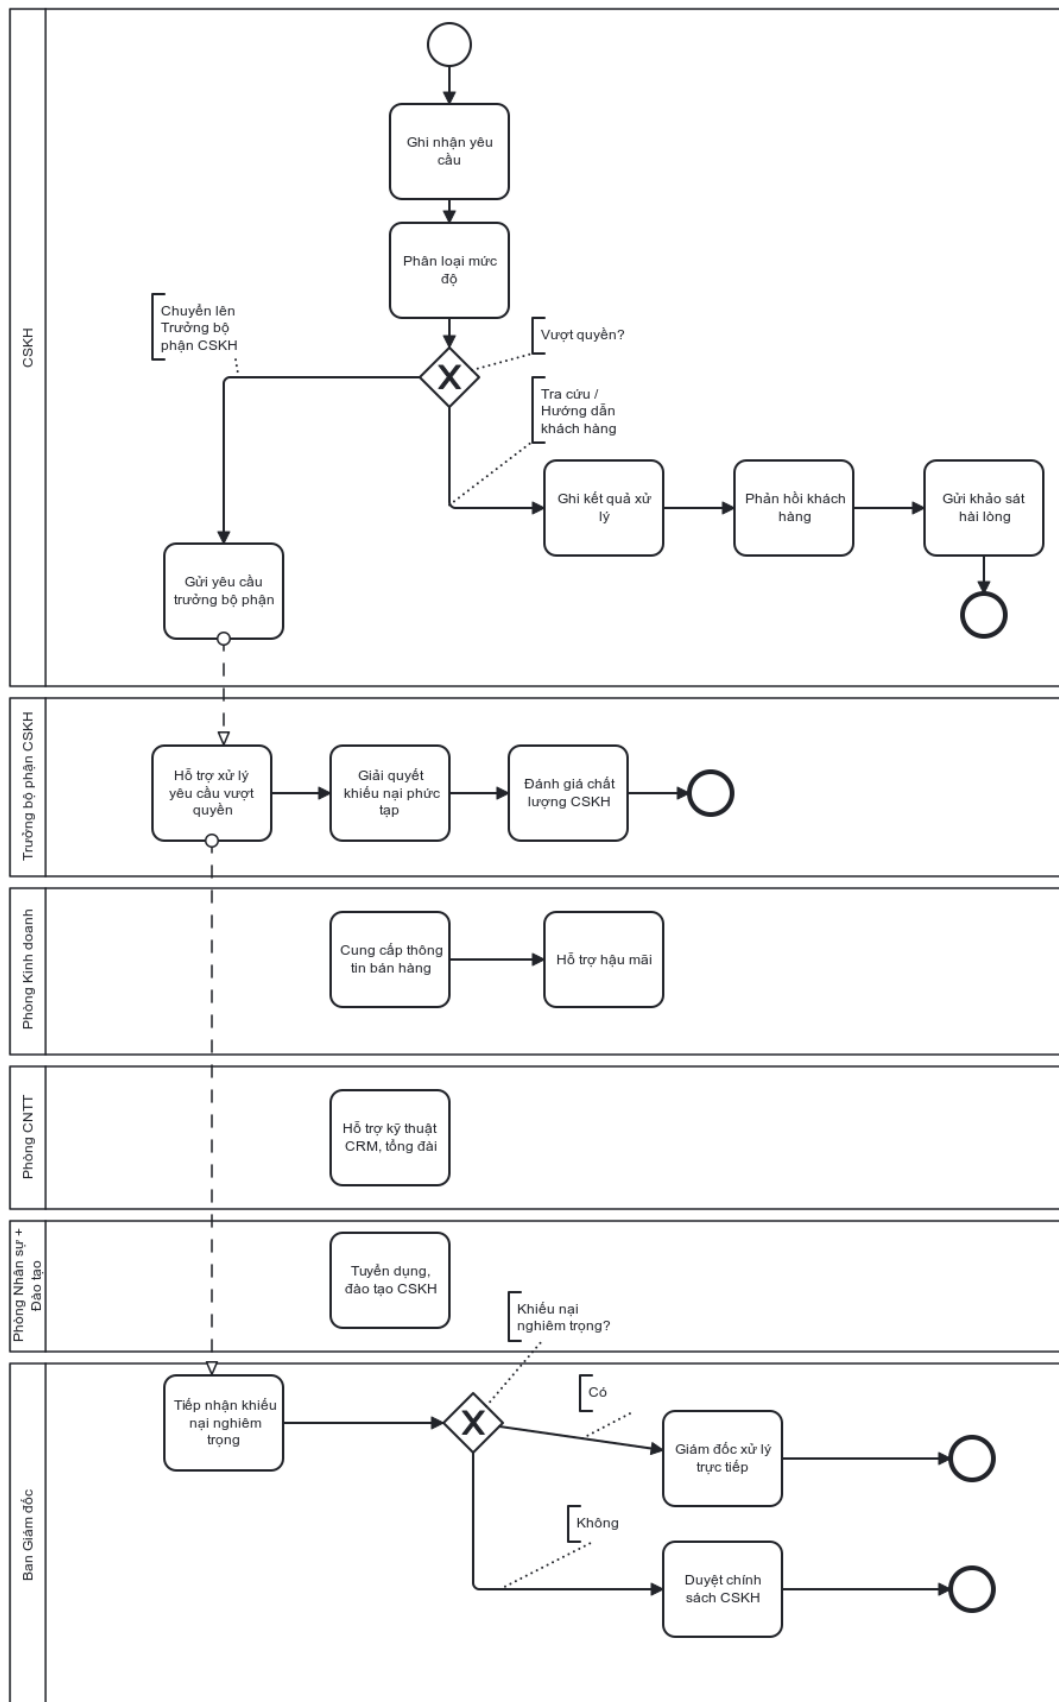 CSKH
Ghi nhận yêu
cầu
Phân loại mức
độ
Chuyển lên
Trưởng bộ
phận CSKH
Vượt quyền?
X
Tra cứu /
Hướng dẫn
khách hàng
Ghi kết quả xử
lý
Phản hồi khách
hàng
Gửi khảo sát
hài lòng
Gửi yêu cầu
trưởng bộ phận
Trưởng bộ phận CSKH
Hỗ trợ xử lý
yêu cầu vượt
quyền
Giải quyết
khiếu nại phức
tạp
Đánh giá chất
lượng CSKH
Phòng Kinh doanh
Cung cấp thông
tin bán hàng
Hỗ trợ hậu mãi
Phòng CNTT
Hỗ trợ kỹ thuật
CRM, tổng đài
Phòng Nhân sự +
Đào tạo
Tuyển dụng,
đào tạo CSKH
Khiếu nại
nghiêm trọng?
Ban Giám đốc
Tiếp nhận khiếu
nại nghiêm
trọng
X
Có
Giám đốc xử lý
trực tiếp
Không
Duyệt chính
sách CSKH